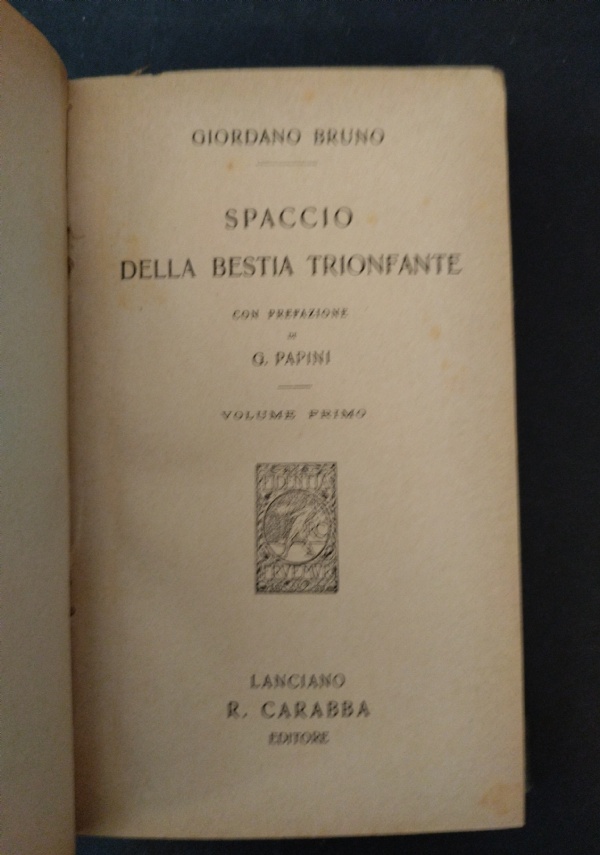 GIORDANO BRUNO
SPACCIO
DELLA BESTIA TRIONFANTE
CON PREFAZIONE
DI
G. PAPINI
VOLUME PRIMO
LANCIANO
R. CARABBA
EDITORE